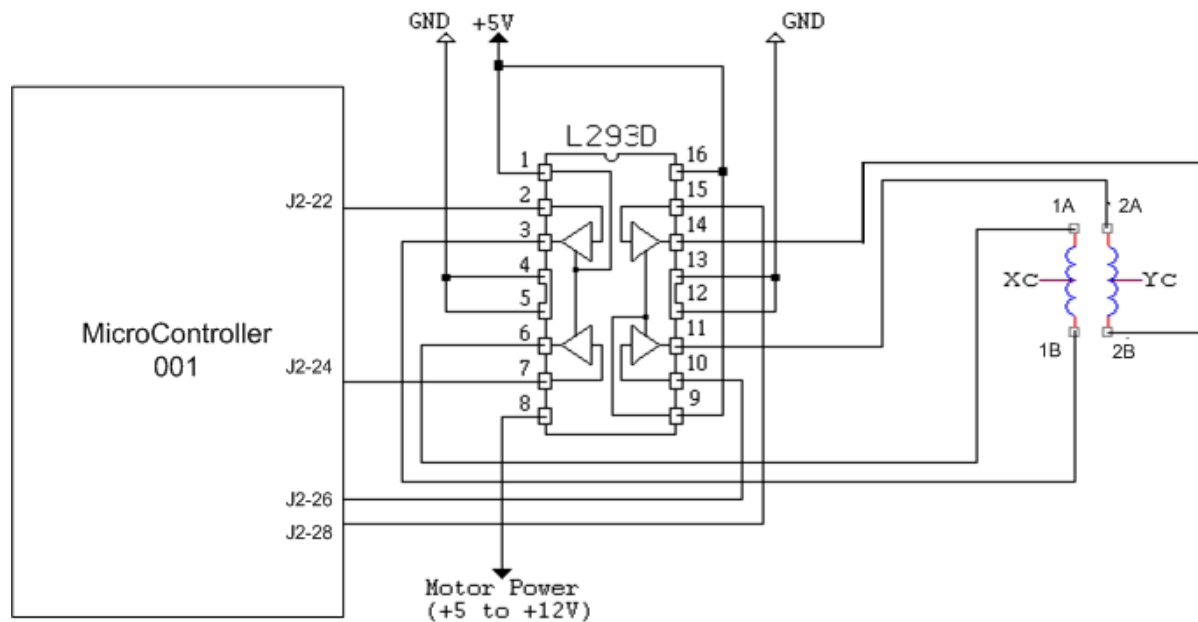 GND
+5V
GND
L293D
1
16
2
15
3
14
4
13
5
12
6
11
7
10
8
9
J2-22
J2-24
J2-26
J2-28
MicroController
001
1A
2A
Xc
Yc
1B
2B
Motor Power
(+5 to +12V)